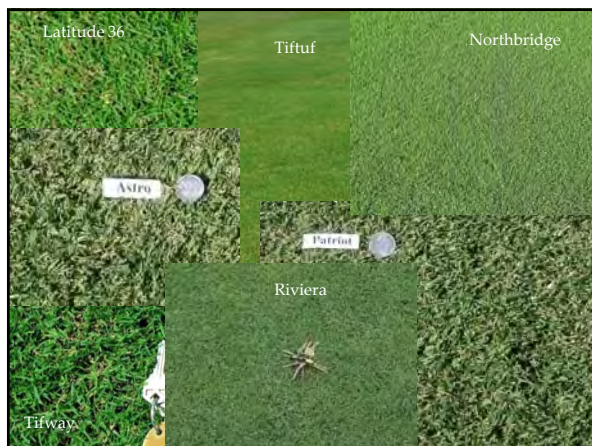 Latitude 36
Tiftuf
Northbridge
Astro
Patriot
Riviera
Tifway